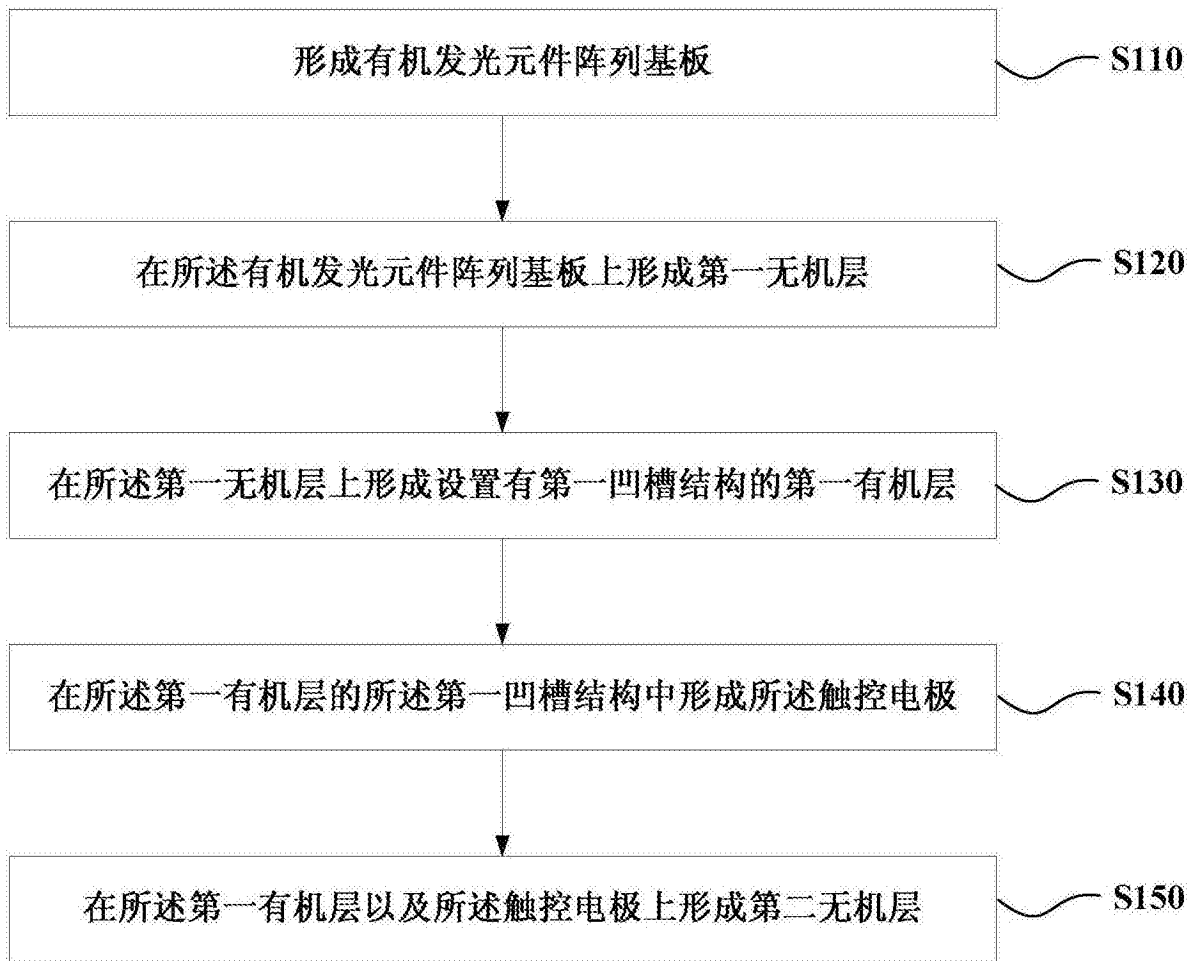 形成有机发光元件阵列基板
S110
在所述有机发光元件阵列基板上形成第一无机层
S120
在所述第一无机层上形成设置有第一凹槽结构的第一有机层
S130
在所述第一有机层的所述第一凹槽结构中形成所述触控电极
S140
在所述第一有机层以及所述触控电极上形成第二无机层
S150